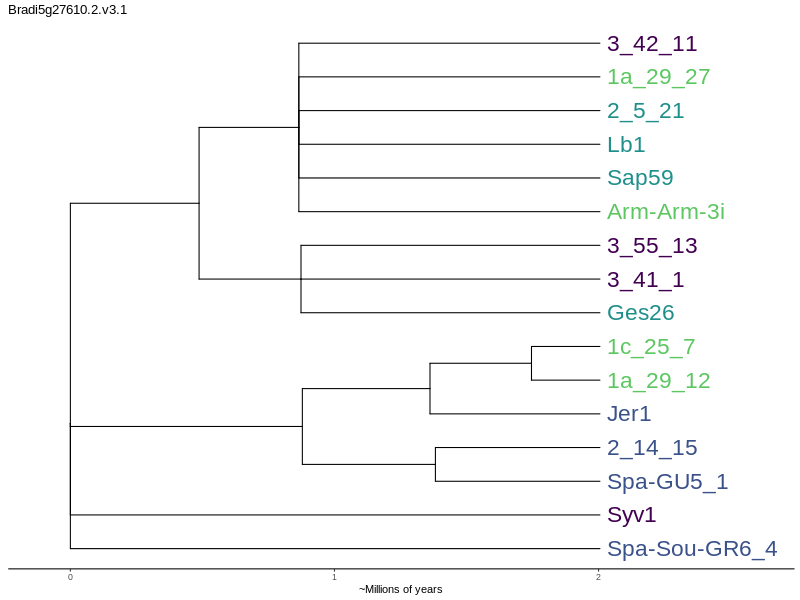 Bradi5g27610.2.v3.1
3_42_11
1a_29_27
2_5_21
Lb1
Sap59
Arm-Arm-3i
3_55_13
3_41_1
Ges26
1c_25_7
1a_29_12
Jer1
2_14_15
Spa-GU5_1
Syv1
Spa-Sou-GR6_4
0 1 2
~Millions of years